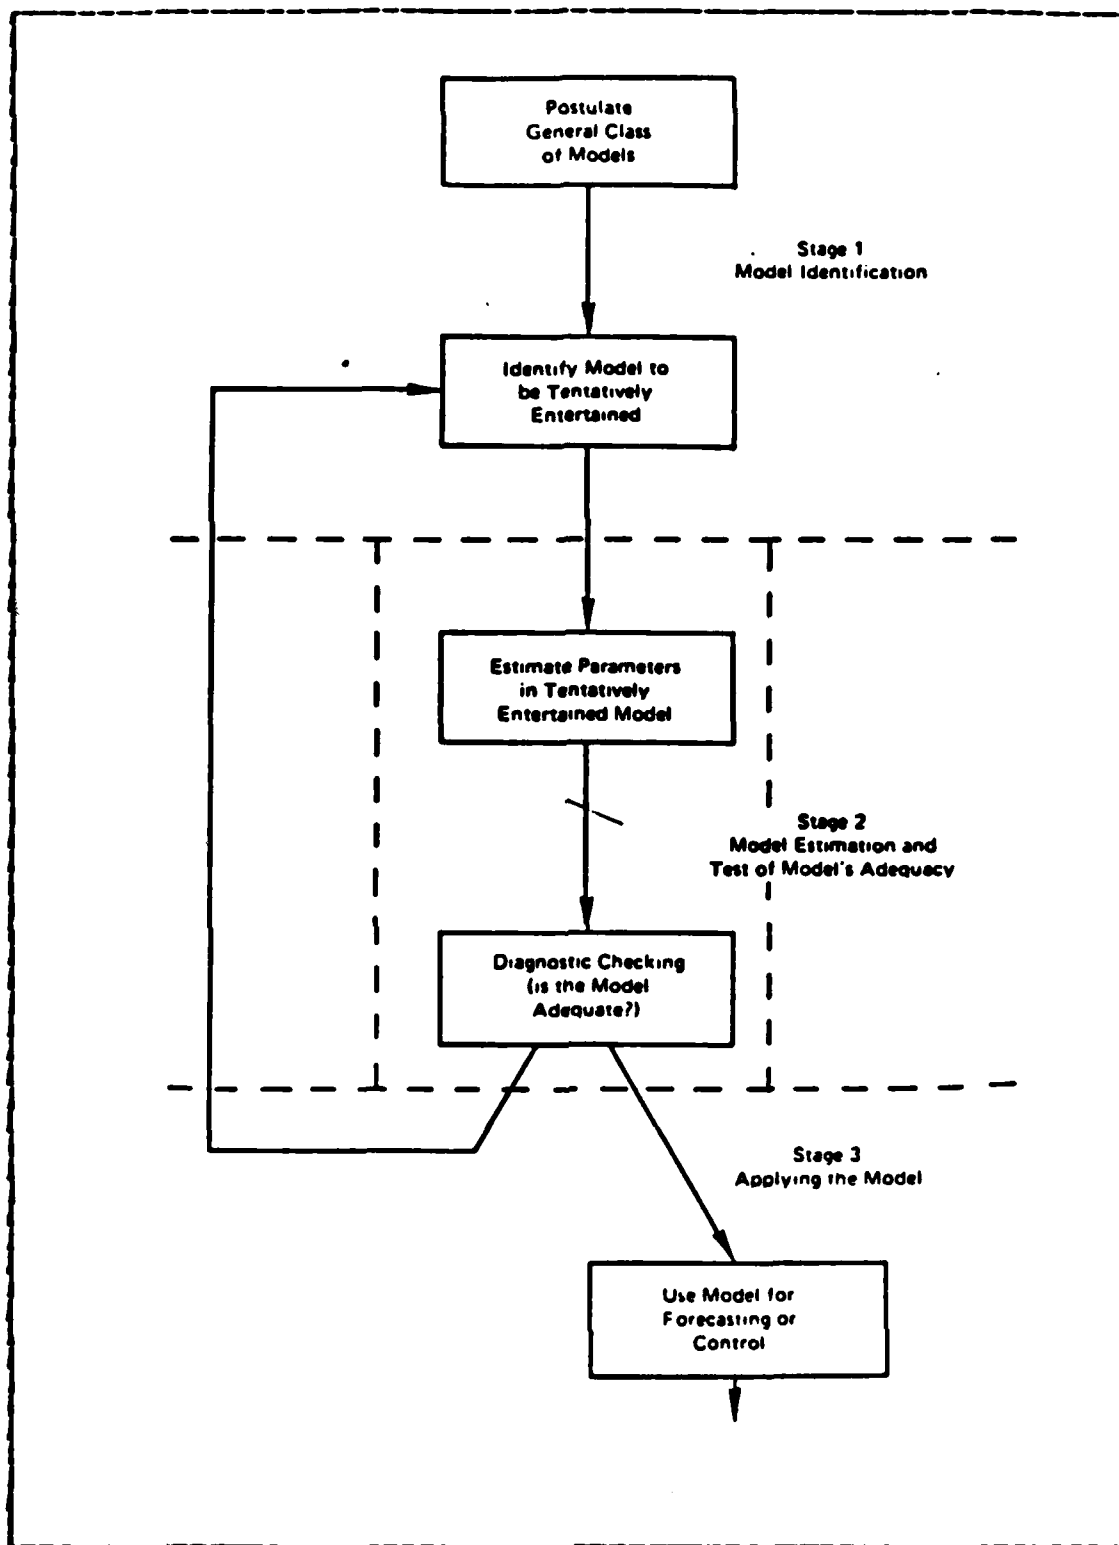 Postulate
General Class
of Models
Stage 1
Model Identification
Identify Model to
be Tentatively
Entertained
Estimate Parameters
in Tentatively
Entertained Model
Stage 2
Model Estimation and
Test of Model's Adequacy
Diagnostic Checking
(is the Model
Adequate?)
Stage 3
Applying the Model
Use Model for
Forecasting or
Control